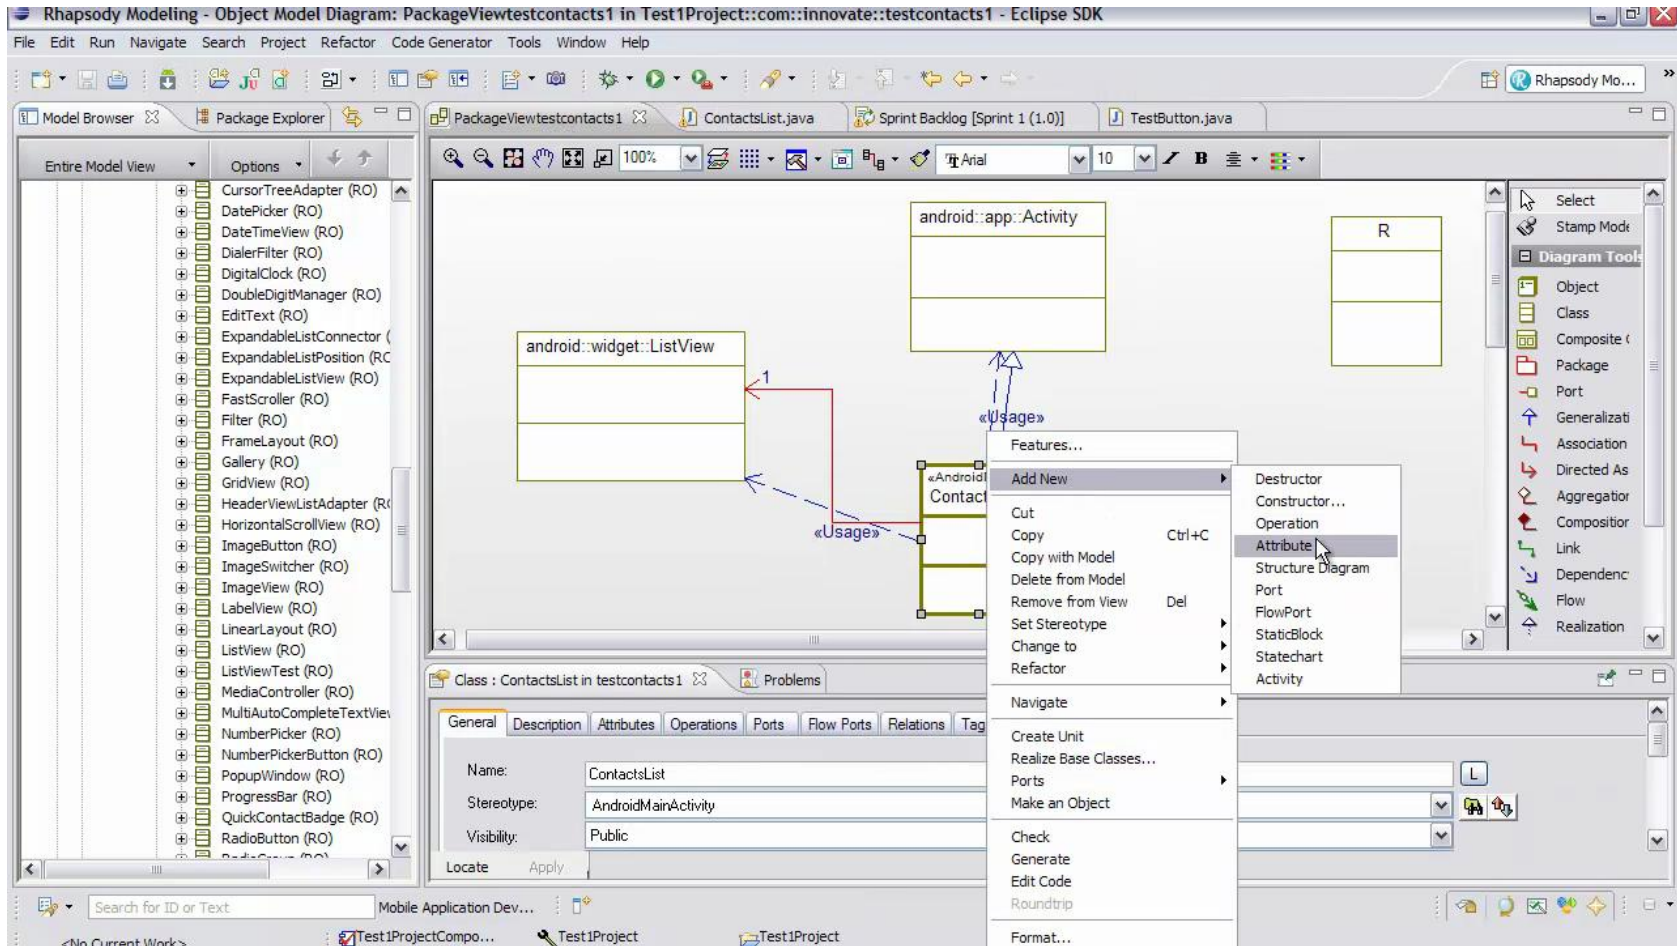 Rhapsody Modeling - Object Model Diagram: PackageViewtestcontacts1 in Test1Project::com::innovate::testcontacts1 - Eclipse SDK
File Edit Run Navigate Search Project Refactor Code Generator Tools Window Help
Rhapsody Mo...
Model Browser Package Explorer
PackageViewtestcontacts1 ContactsList.java Sprint Backlog [Sprint 1 (1.0)] TestButton.java
Entire Model View Options
100% Arial 10
CursorTreeAdapter (RO)
DatePicker (RO)
DateTimeView (RO)
DialerFilter (RO)
DigitalClock (RO)
DoubleDigitManager (RO)
EditText (RO)
ExpandableListConnector (
ExpandableListPosition (RO
ExpandableListView (RO)
FastScroller (RO)
Filter (RO)
FrameLayout (RO)
Gallery (RO)
GridView (RO)
HeaderViewListAdapter (RO
HorizontalScrollView (RO)
ImageButton (RO)
ImageSwitcher (RO)
ImageView (RO)
LabelView (RO)
LinearLayout (RO)
ListView (RO)
ListViewTest (RO)
MediaController (RO)
MultiAutoCompleteTextView
NumberPicker (RO)
NumberPickerButton (RO)
PopupWindow (RO)
ProgressBar (RO)
QuickContactBadge (RO)
RadioButton (RO)
android::app::Activity
R
android::widget::ListView
1
«Usage»
«Usage»
«Android
Contact
Select
Stamp Mode
Diagram Tools
Object
Class
Composite
Package
Port
Generalizati
Association
Directed As
Aggregation
Composition
Link
Dependenc
Flow
Realization
Features...
Add New
Cut
Copy Ctrl+C
Copy with Model
Delete from Model
Remove from View Del
Set Stereotype
Change to
Refactor
Navigate
Create Unit
Realize Base Classes...
Ports
Make an Object
Check
Generate
Edit Code
Roundtrip
Format...
Destructor
Constructor...
Operation
Attribute
Structure Diagram
Port
FlowPort
StaticBlock
Statechart
Activity
Class : ContactsList in testcontacts1 Problems
General Description Attributes Operations Ports Flow Ports Relations Tag
Name: ContactsList L
Stereotype: AndroidMainActivity
Visibility: Public
Locate Apply
Search for ID or Text Mobile Application Dev...
<No Current Work> Test1ProjectCompo... Test1Project Test1Project